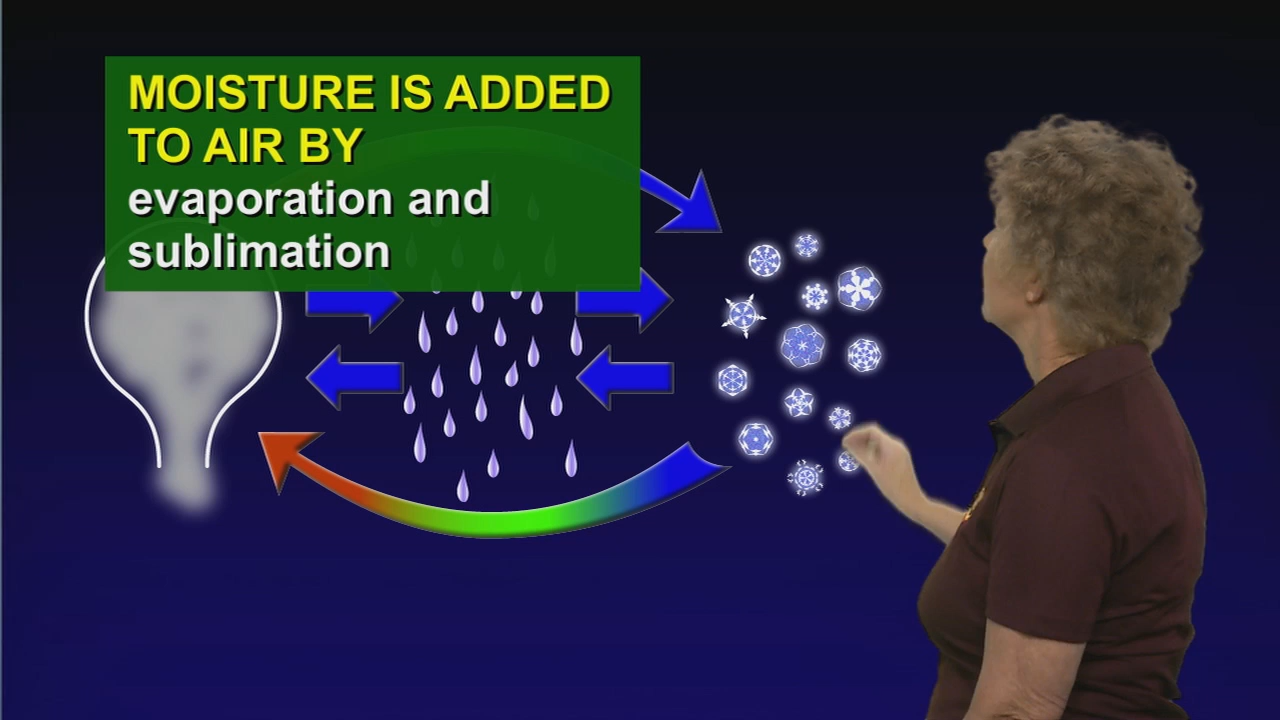 MOISTURE IS ADDED
TO AIR BY
evaporation and
sublimation